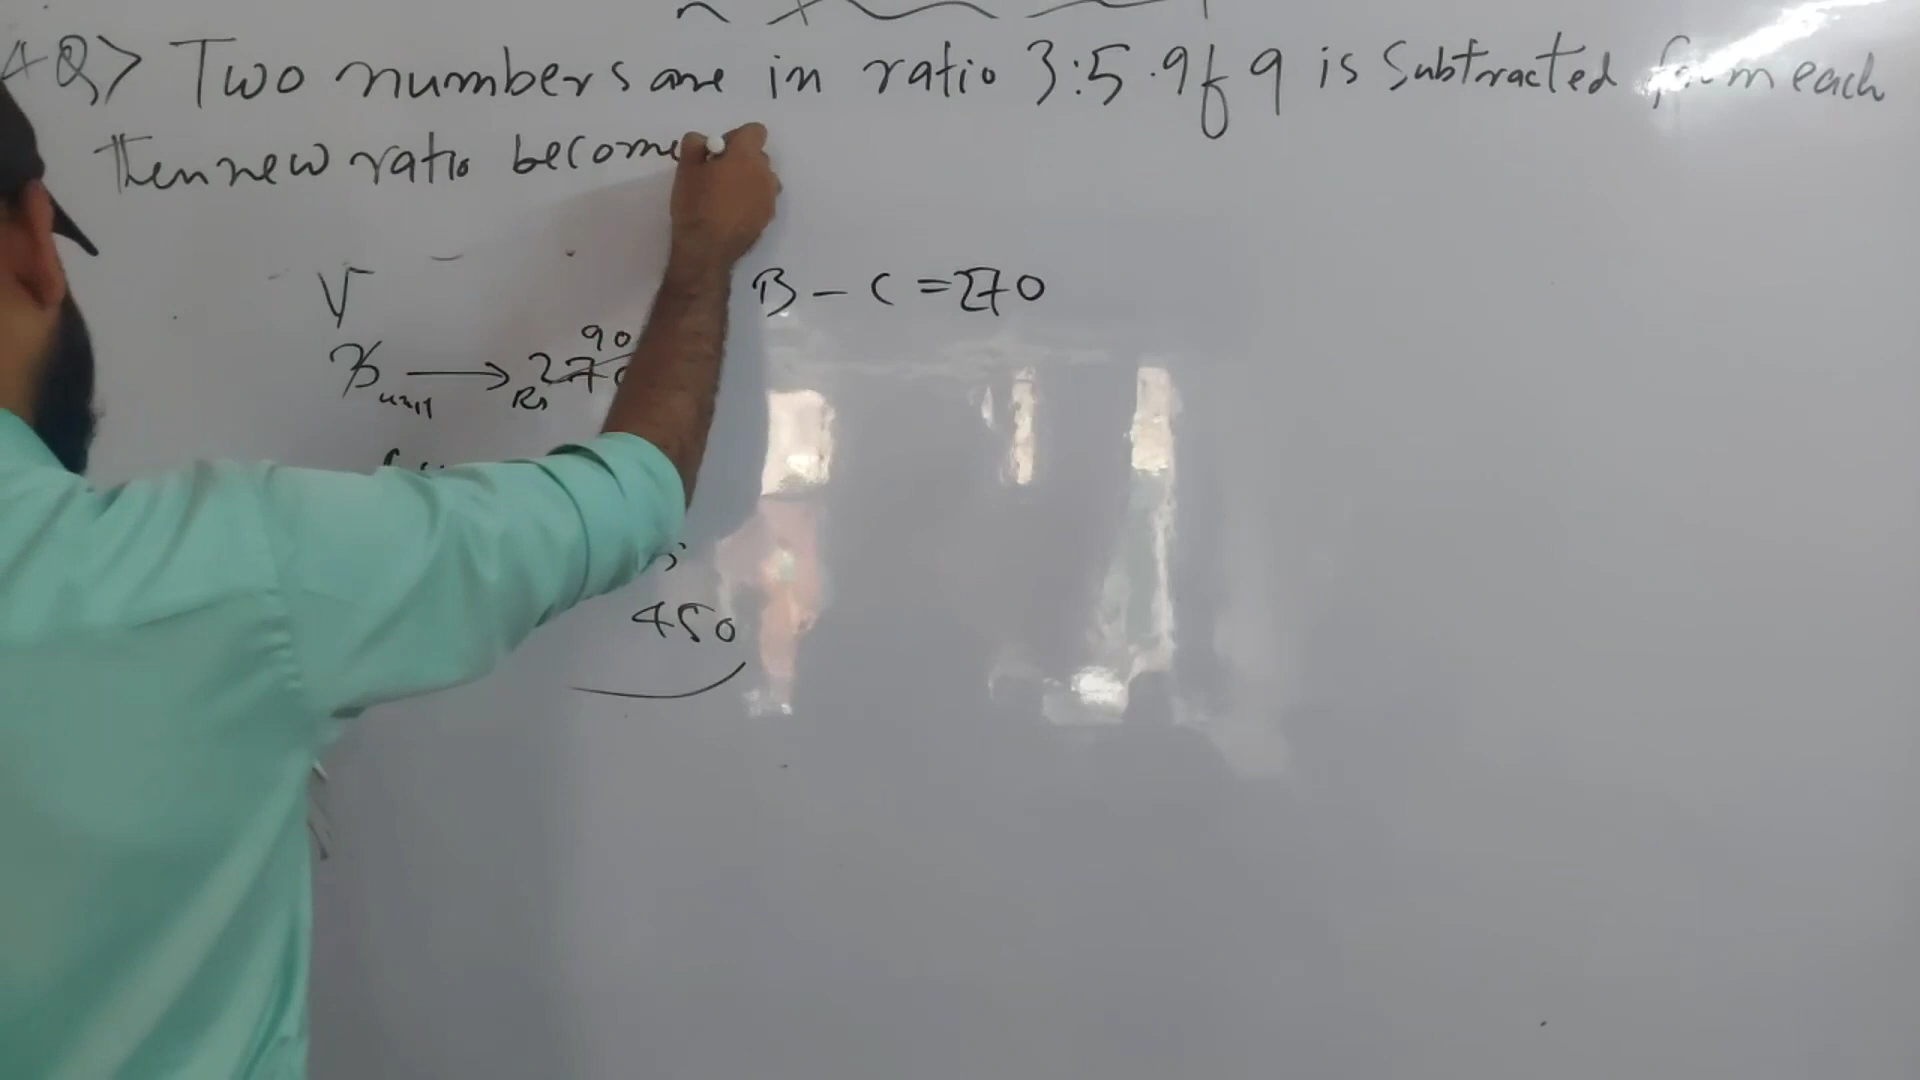 Q> Two numbers are in ratio 3:5. If 9 is Subtracted from each
then new ratio become
B - C = 270
90
3 unit → Rs 270
450